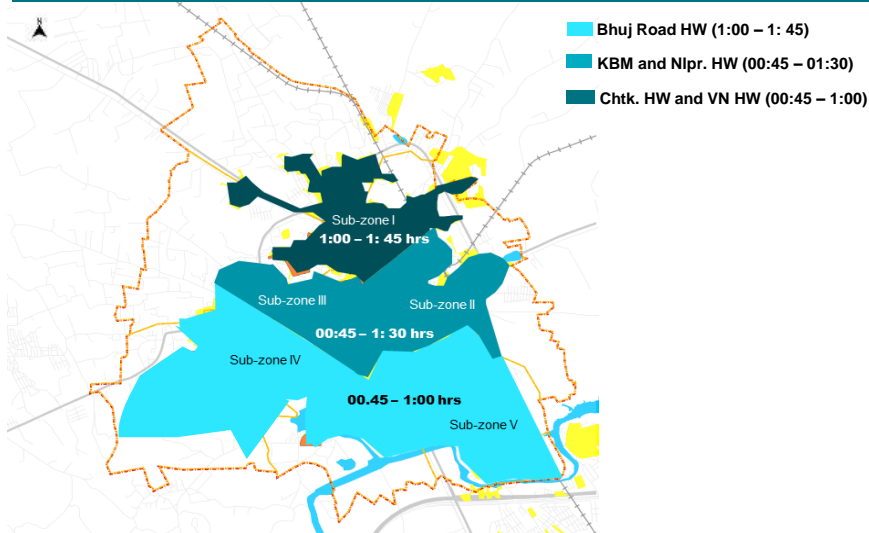 N
Bhuj Road HW (1:00 – 1: 45)
KBM and Nlpr. HW (00:45 – 01:30)
Chtk. HW and VN HW (00:45 – 1:00)
Sub-zone I
1:00 – 1: 45 hrs
Sub-zone III
Sub-zone II
00:45 – 1: 30 hrs
Sub-zone IV
00.45 – 1:00 hrs
Sub-zone V